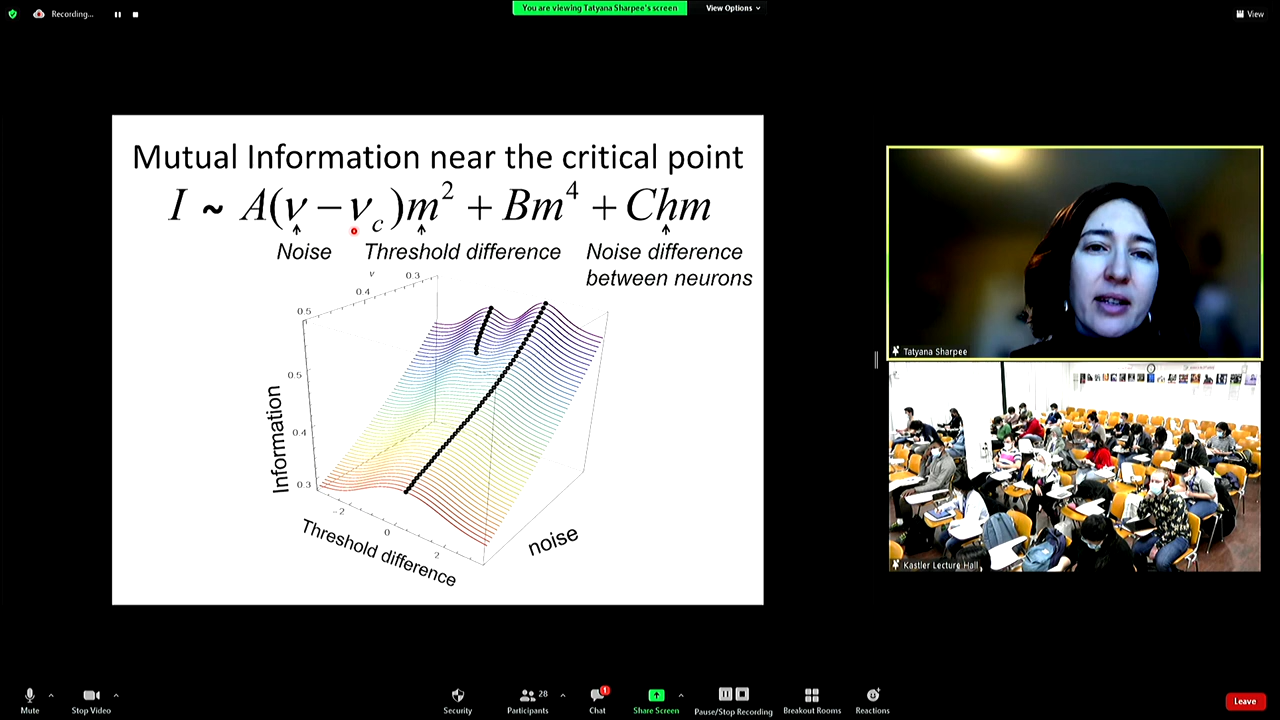 Recording...
You are viewing Tatyana Sharpee's screen
View Options
View
Mutual Information near the critical point
I ~ A(ν − ν_c)m² + Bm⁴ + Chm
Noise
Threshold difference
Noise difference
between neurons
ν
0.3
0.4
0.5
0.5
0.4
0.3
Information
-2
0
2
Threshold difference
noise
Tatyana Sharpee
Kastler Lecture Hall
Mute
Stop Video
Security
Participants
28
Chat
1
Share Screen
Pause/Stop Recording
Breakout Rooms
Reactions
Leave